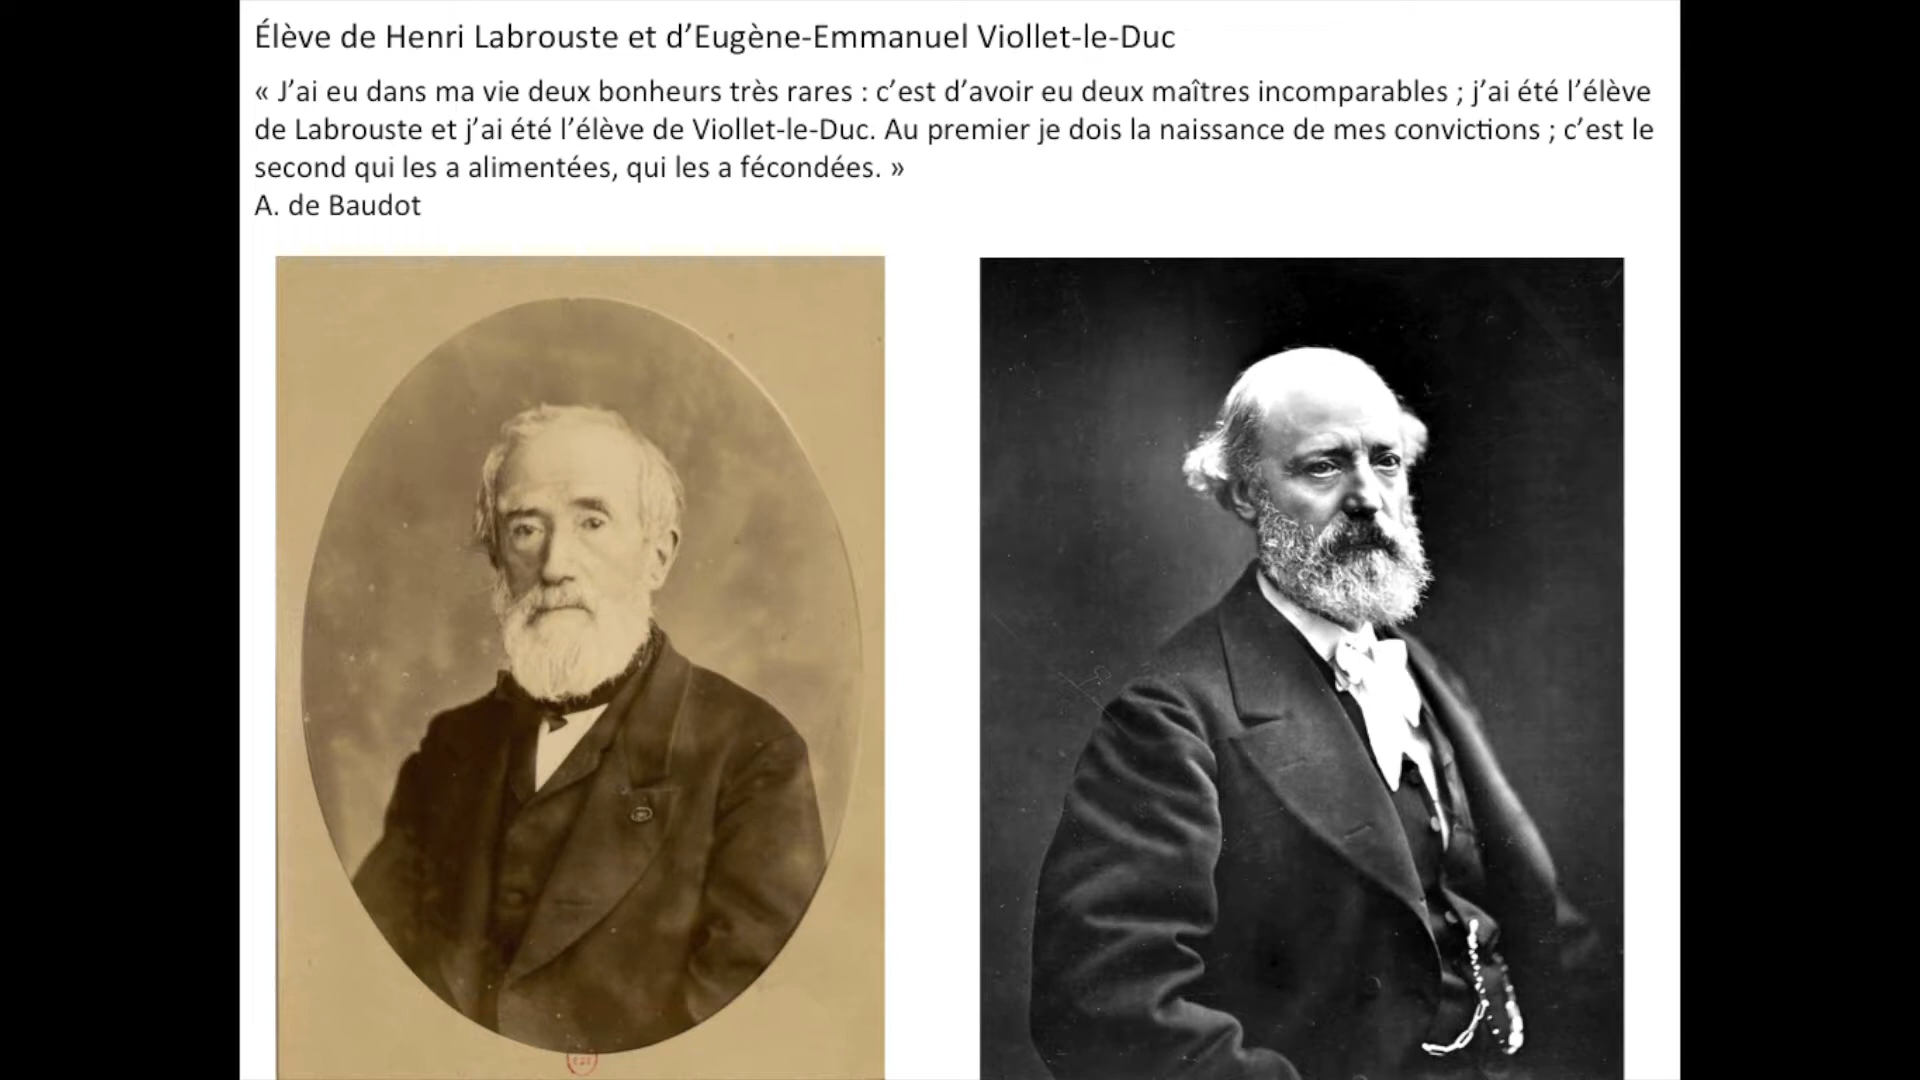 Élève de Henri Labrouste et d’Eugène-Emmanuel Viollet-le-Duc
« J’ai eu dans ma vie deux bonheurs très rares : c’est d’avoir eu deux maîtres incomparables ; j’ai été l’élève
de Labrouste et j’ai été l’élève de Viollet-le-Duc. Au premier je dois la naissance de mes convictions ; c’est le
second qui les a alimentées, qui les a fécondées. »
A. de Baudot